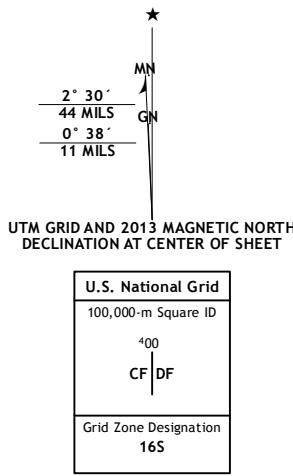 ★
MN
2° 30´
44 MILS
GN
0° 38´
11 MILS
UTM GRID AND 2013 MAGNETIC NORTH
DECLINATION AT CENTER OF SHEET
U.S. National Grid
100,000-m Square ID
⁴00
CF DF
Grid Zone Designation
16S